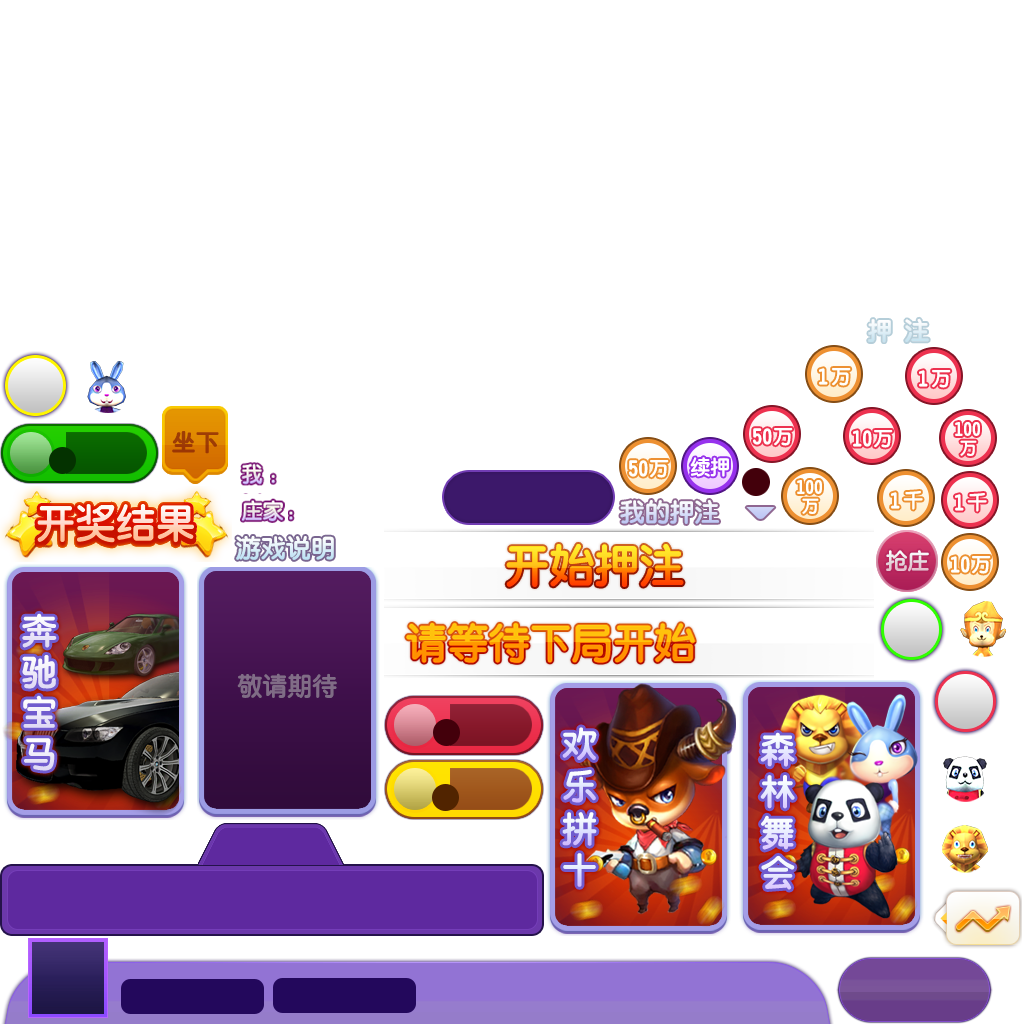 押 注
1万
1万
50万
10万
100万
50万
续押
100万
1千
1千
坐下
我：
庄家：
我的押注
开奖结果
游戏说明
开始押注
抢庄
10万
请等待下局开始
奔驰宝马
敬请期待
欢乐拼十
森林舞会